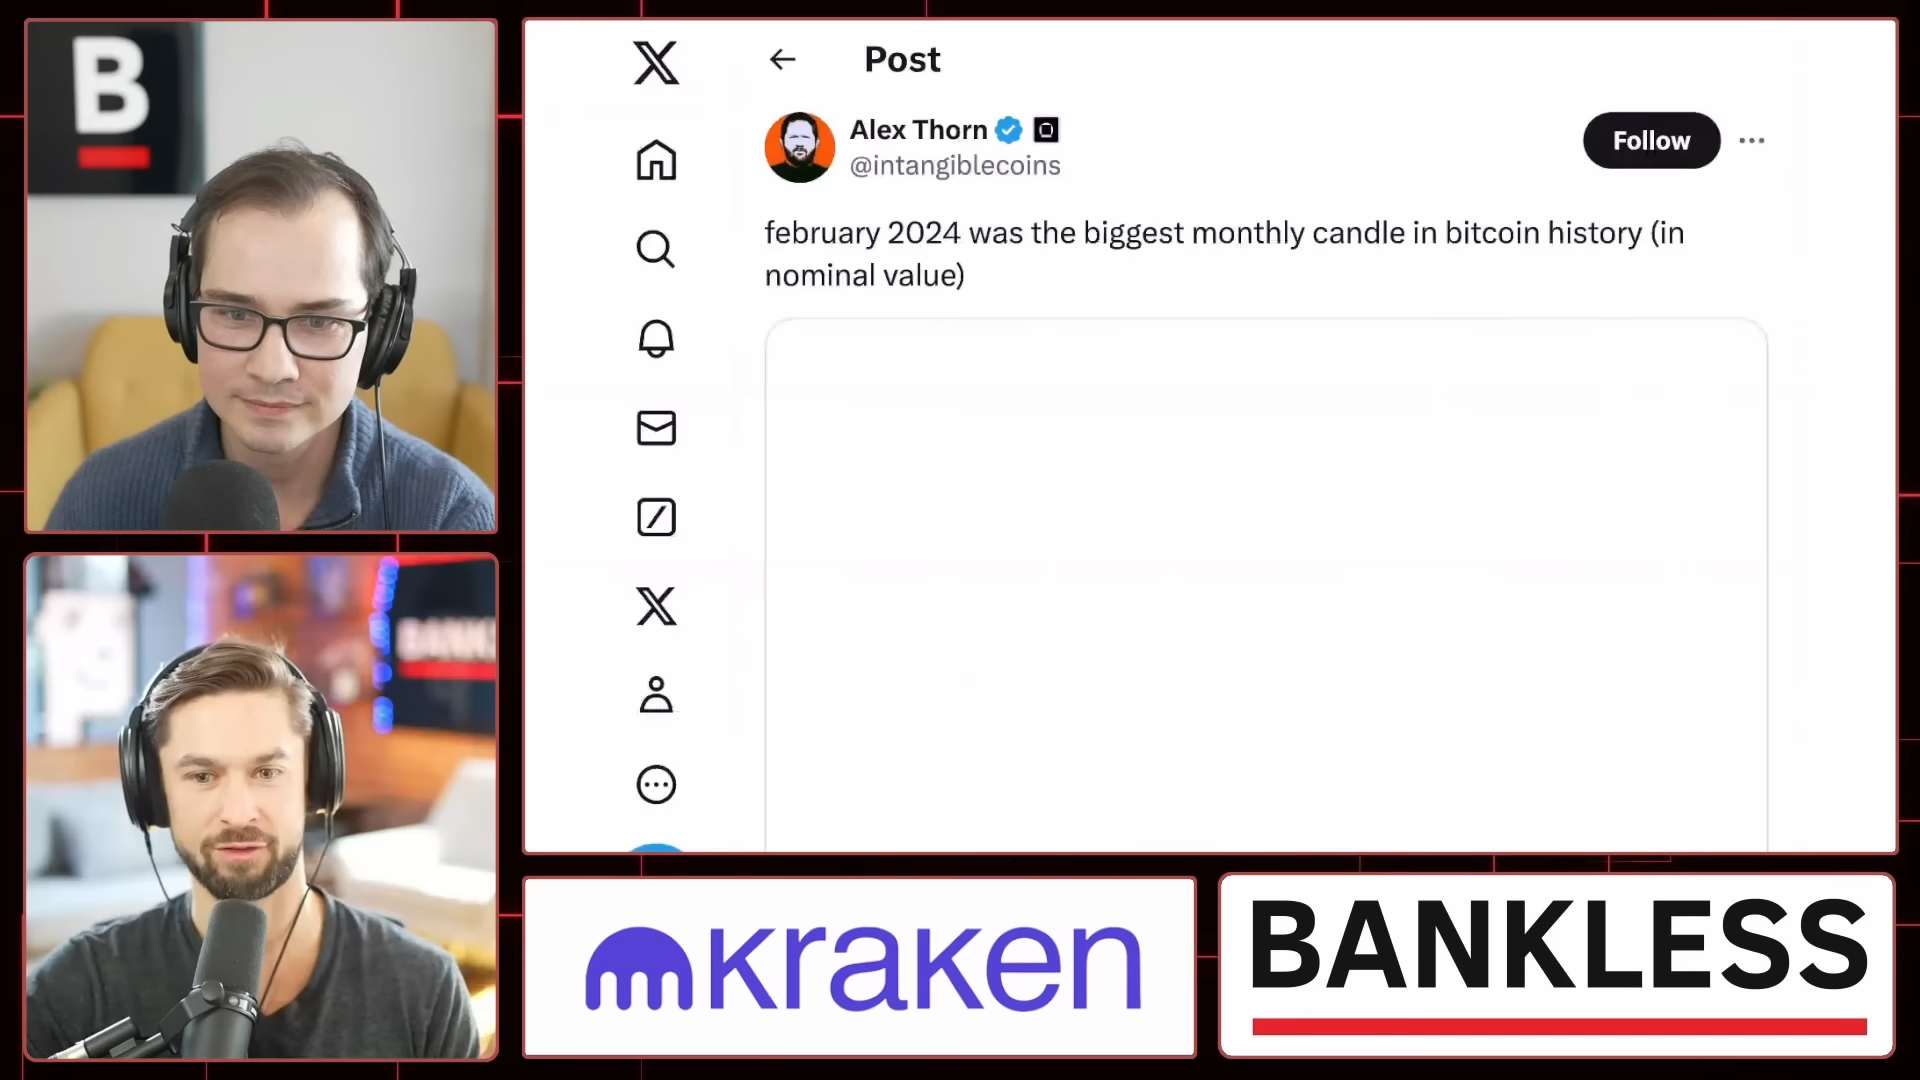 B
Post
Alex Thorn
@intangiblecoins
Follow
february 2024 was the biggest monthly candle in bitcoin history (in
nominal value)
BANK
kraken
BANKLESS